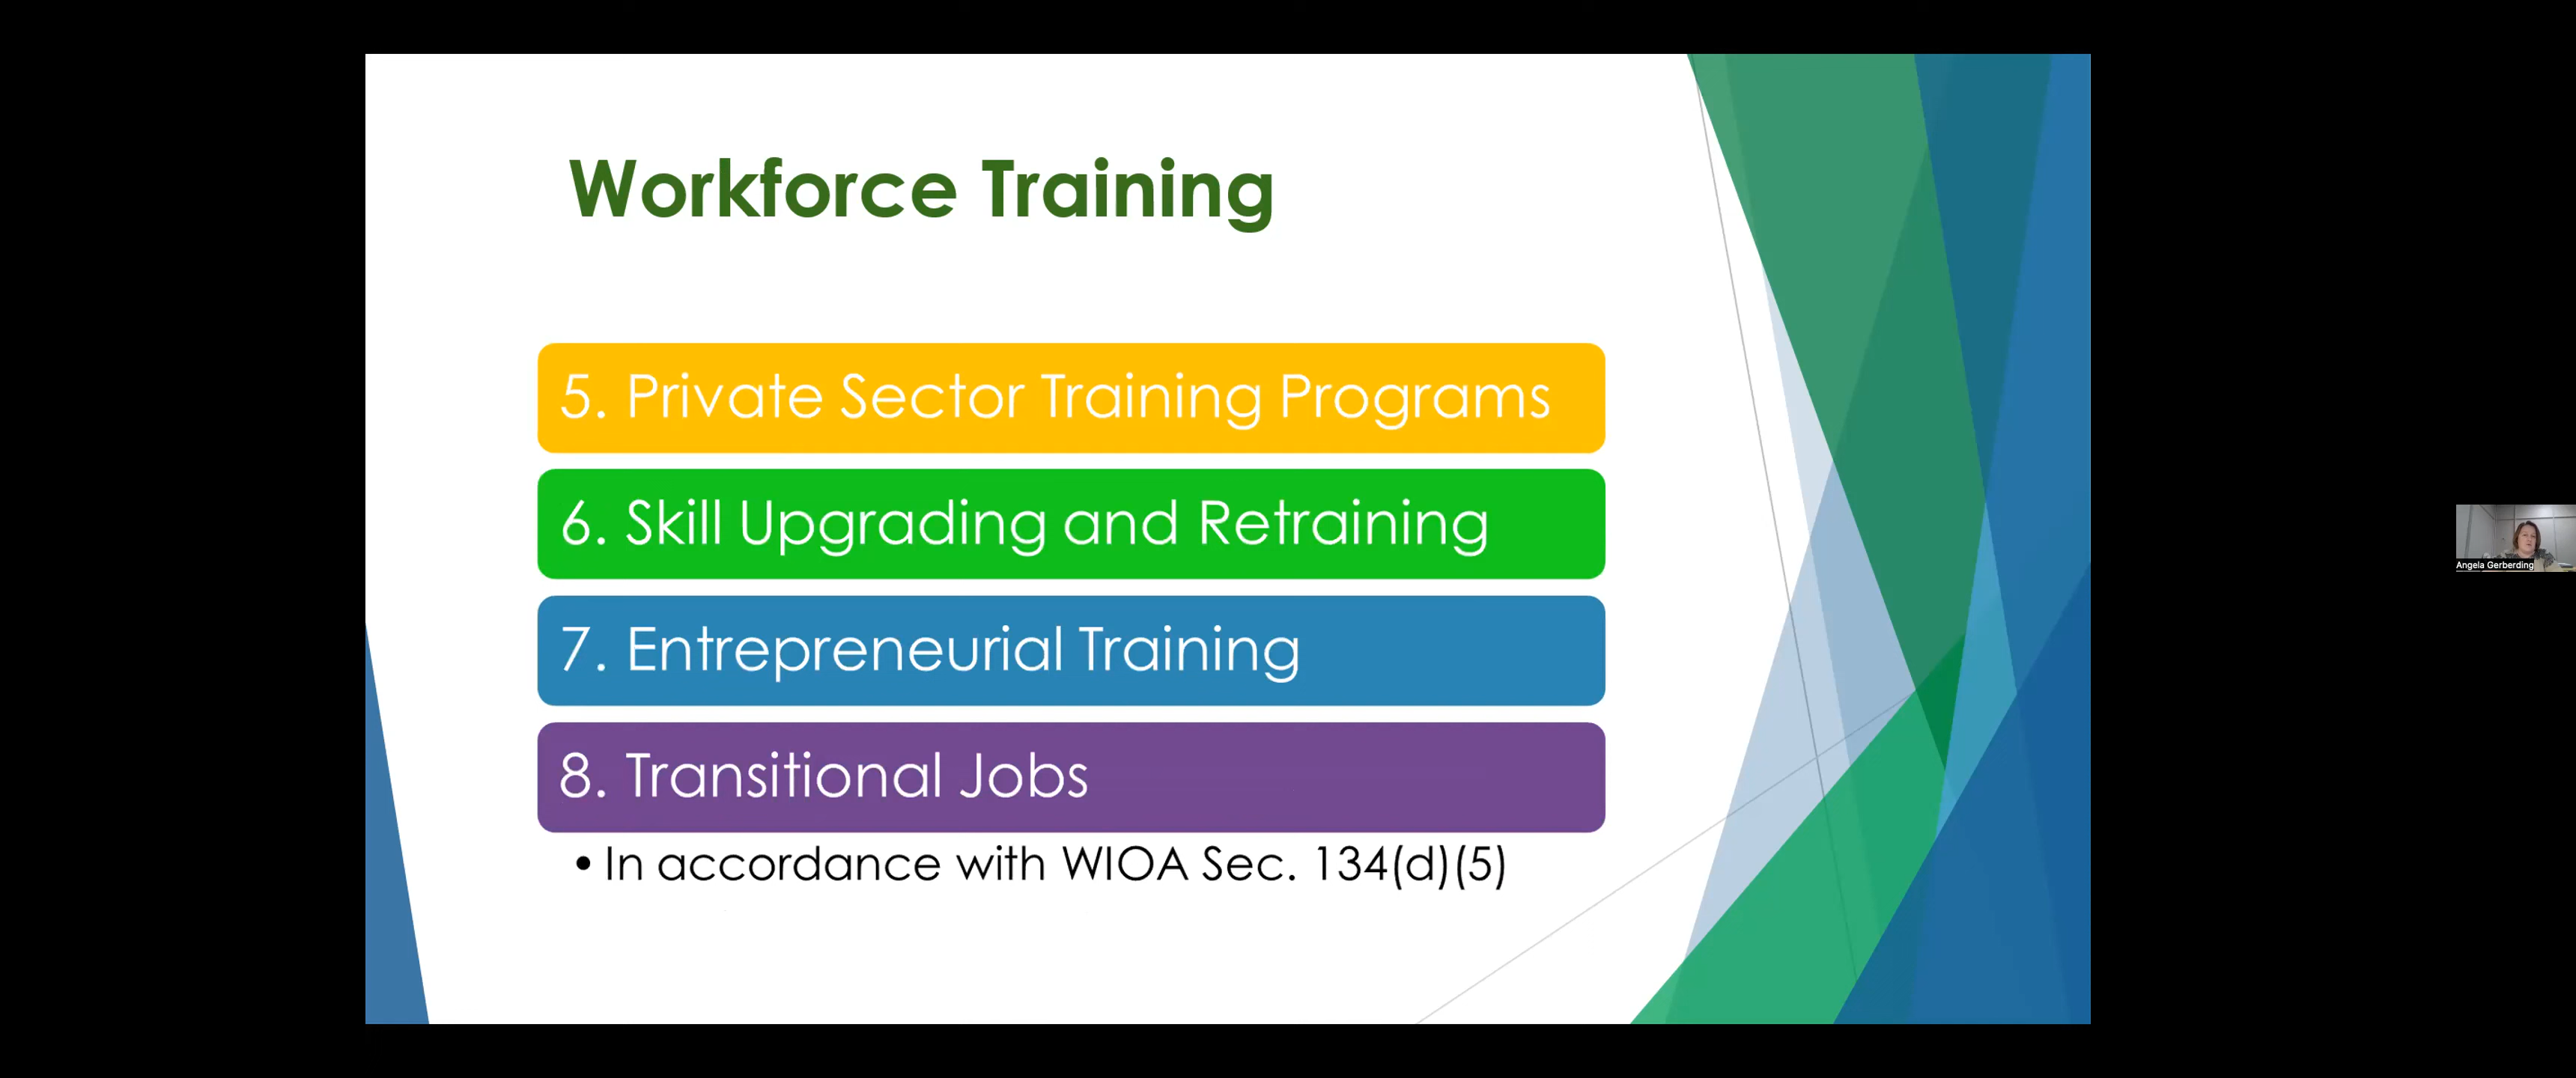 Workforce Training
5. Private Sector Training Programs
6. Skill Upgrading and Retraining
7. Entrepreneurial Training
8. Transitional Jobs
• In accordance with WIOA Sec. 134(d)(5)
Angela Gerberding